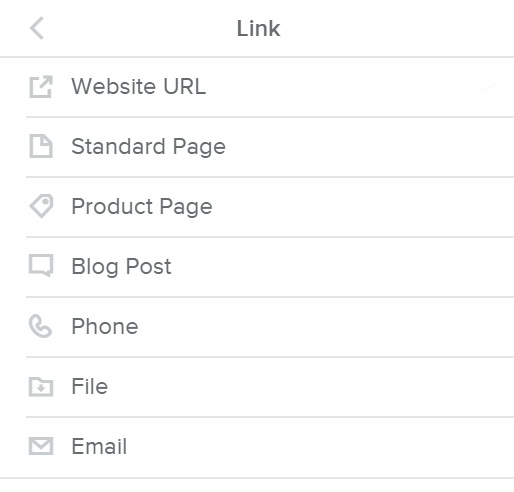 Link
Website URL
Standard Page
Product Page
Blog Post
Phone
File
Email